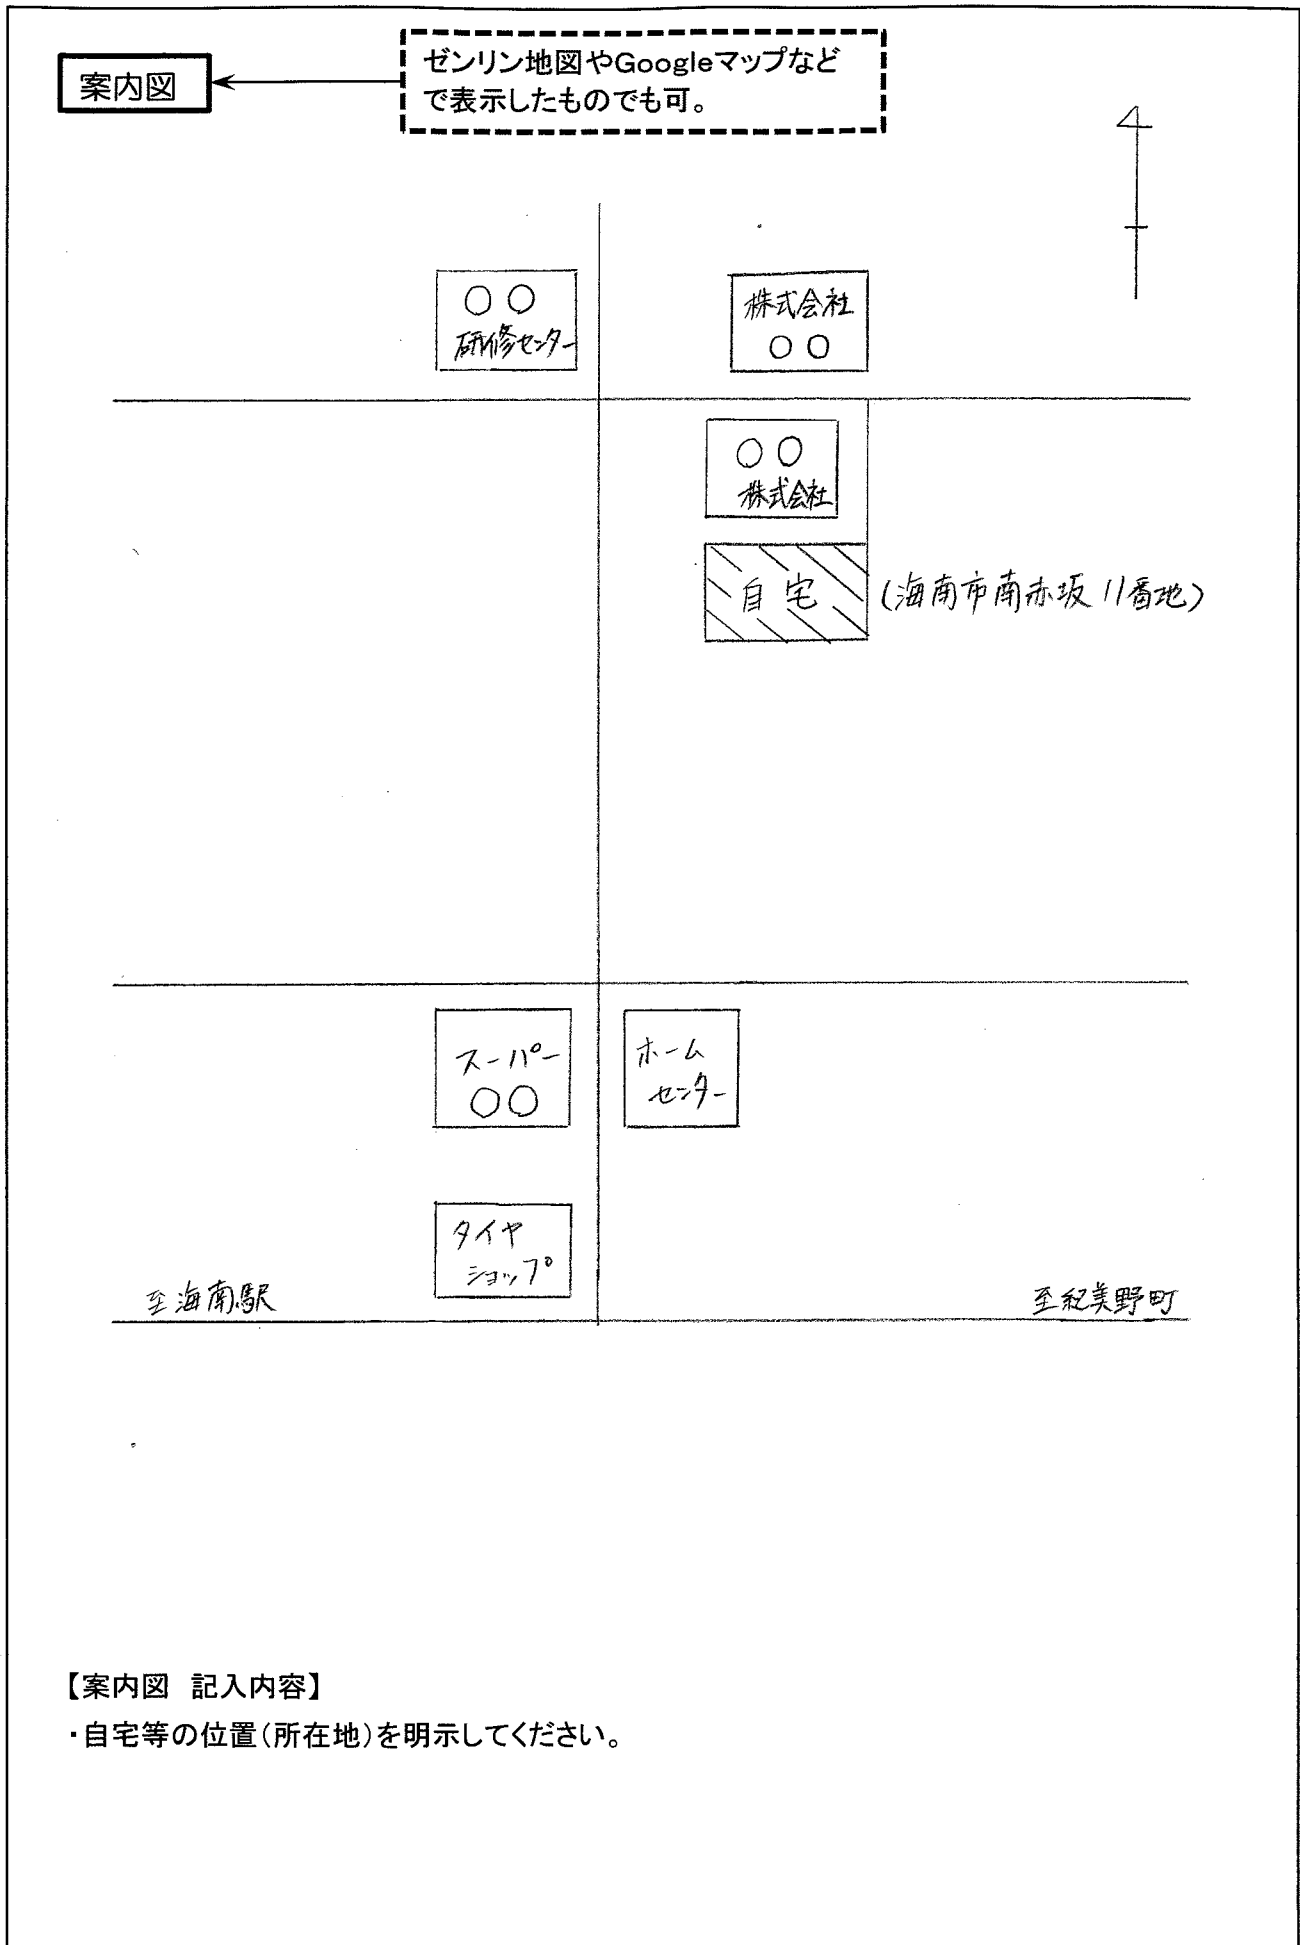 案内図
ゼンリン地図やGoogleマップなど
で表示したものでも可。
○○
研修センター
株式会社
○○
○○
株式会社
自宅
(海南市南赤坂11番地)
スーパー
○○
ホーム
センター
タイヤ
ショップ
至海南駅
至紀美野町
【案内図 記入内容】
・自宅等の位置(所在地)を明示してください。